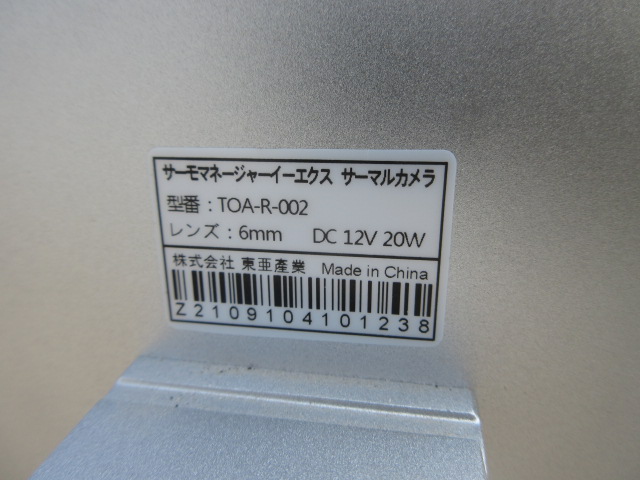 サーモマネージャーイーエクス サーマルカメラ
型番：TOA-R-002
レンズ：6mm DC 12V 20W
株式会社 東亜産業 Made in China
Z2109104101238